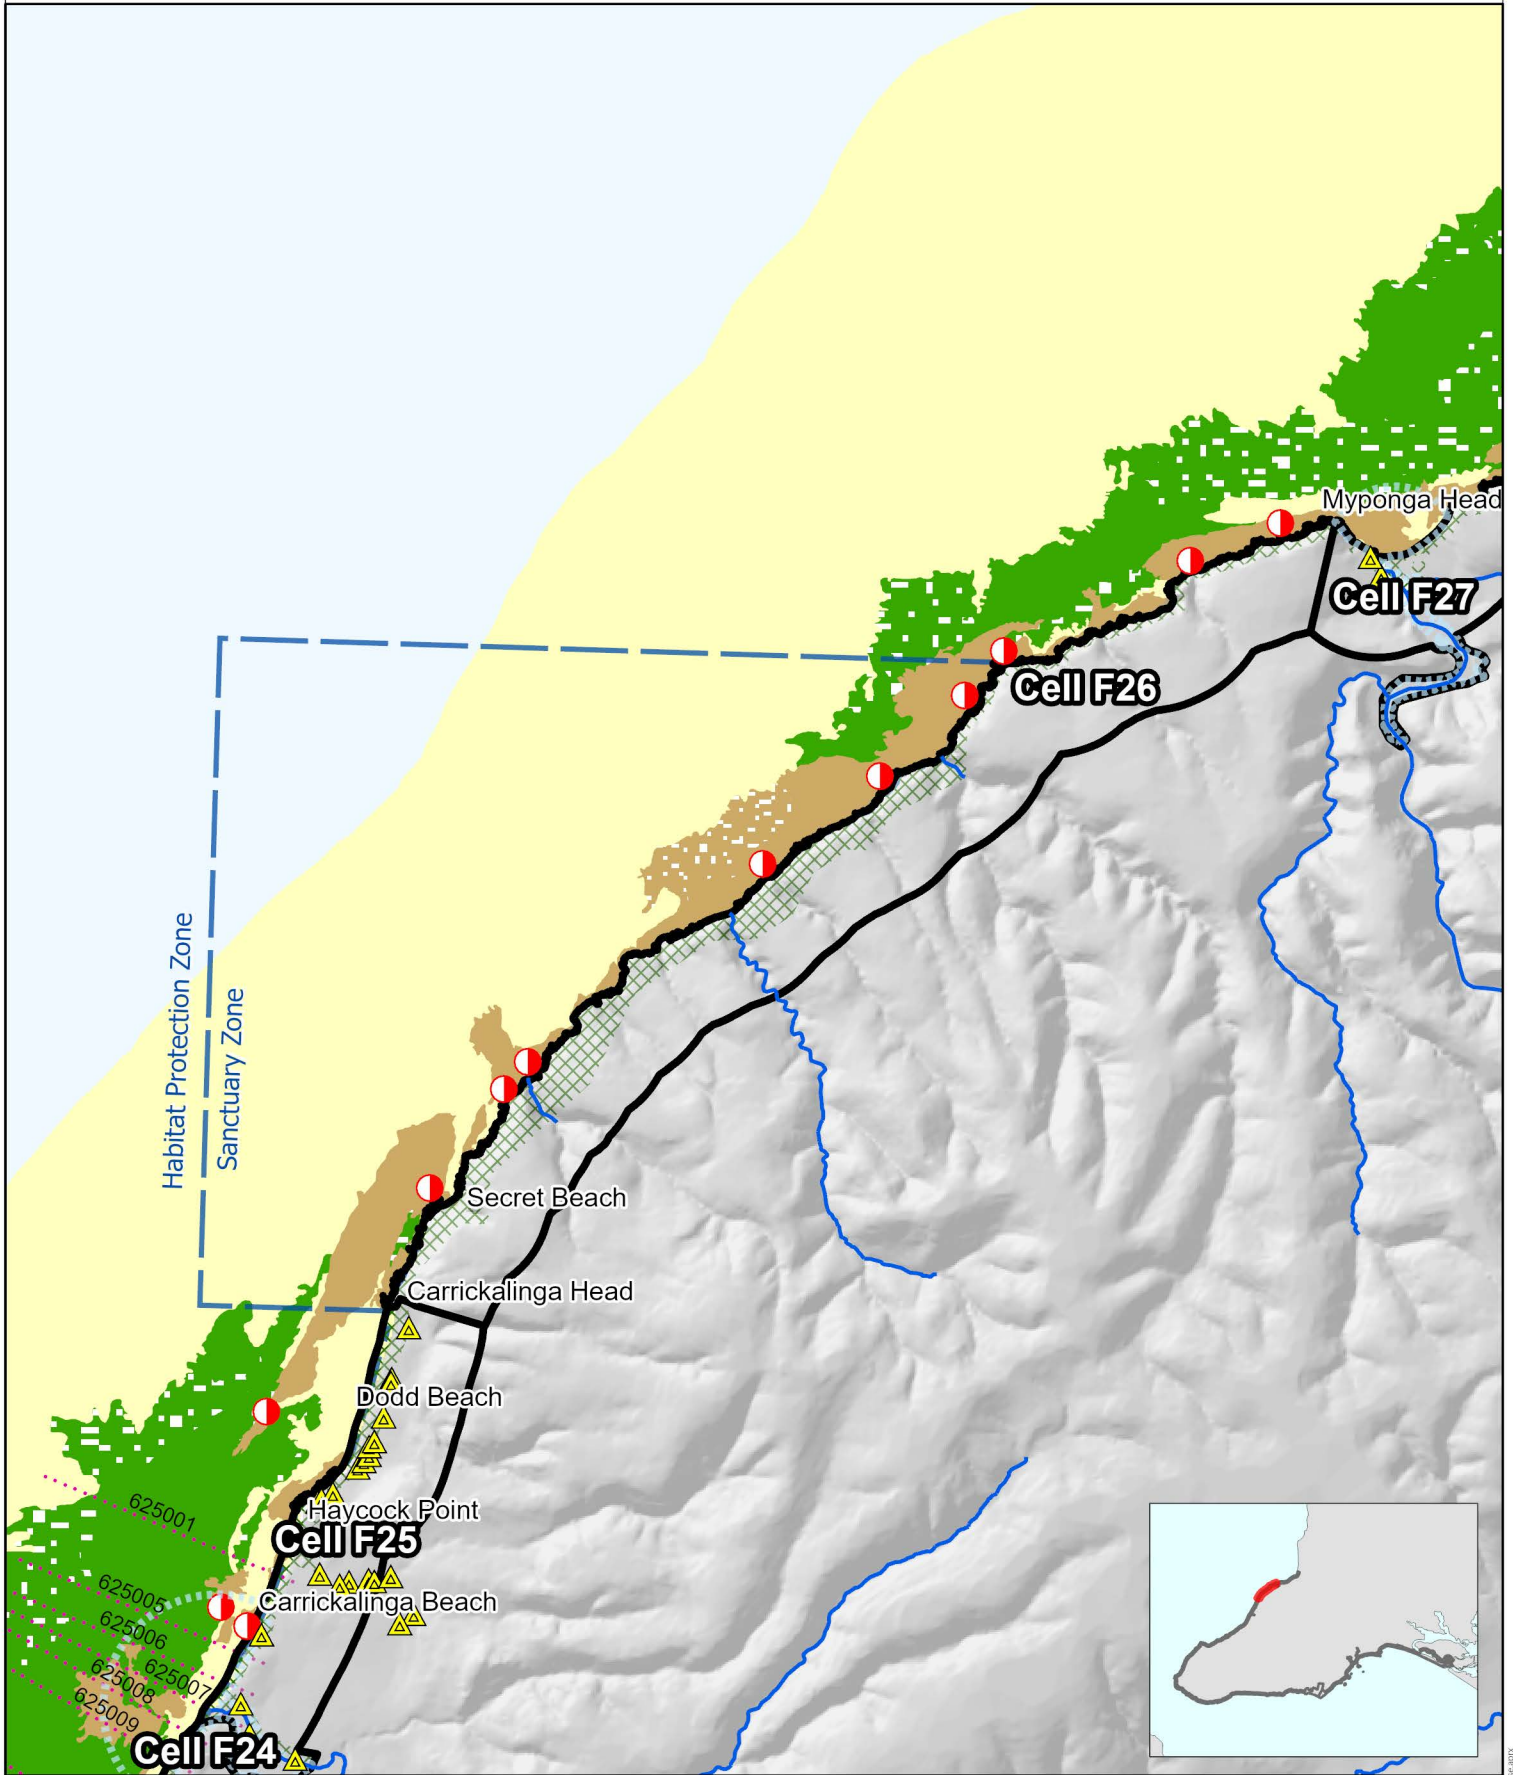 Myponga Head
Cell F27
Cell F26
Habitat Protection Zone
Sanctuary Zone
Secret Beach
Carrickalinga Head
Dodd Beach
Haycock Point
625001
Cell F25
625005
Carrickalinga Beach
625006
625007
625008
625009
Cell F24